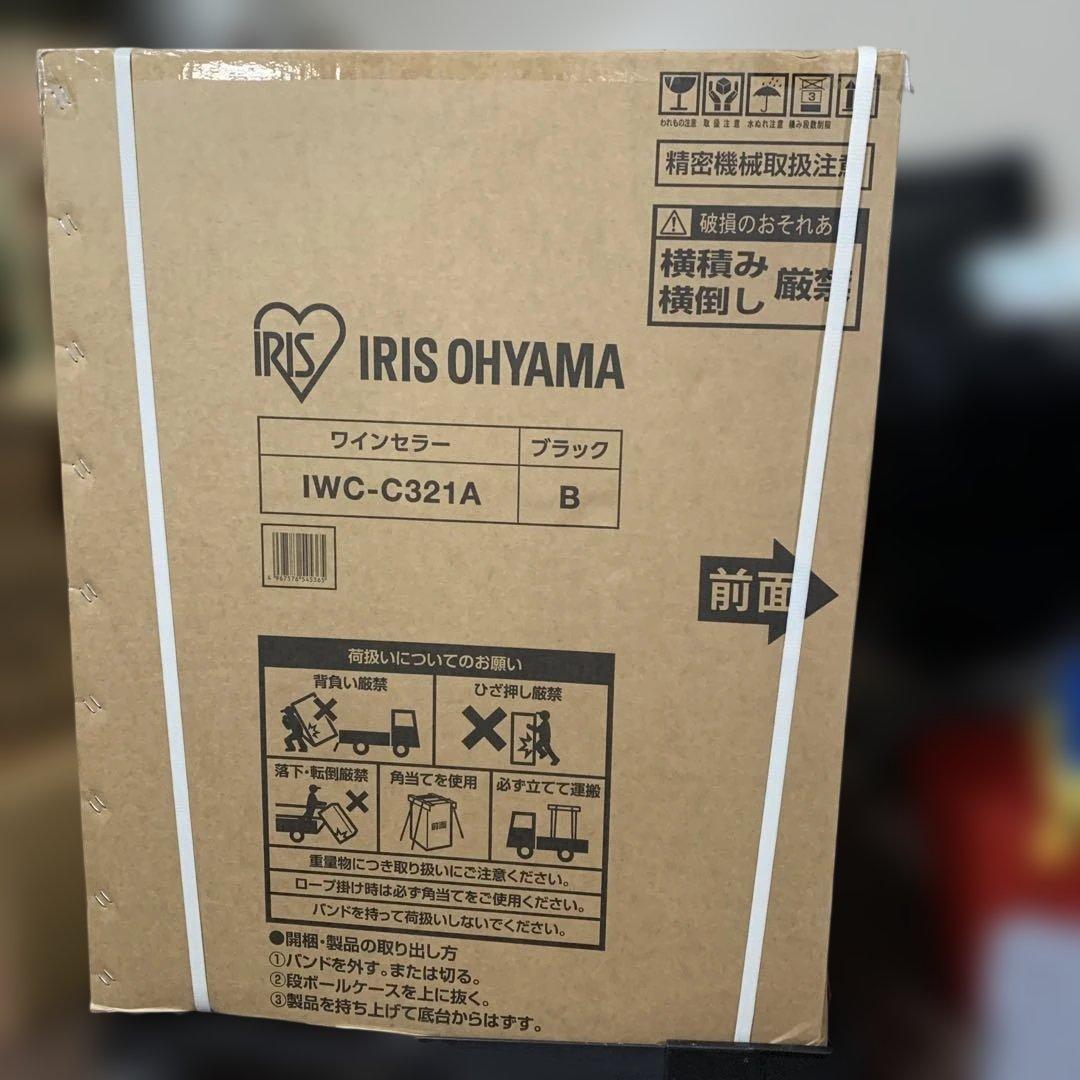 われもの注意 取扱注意 水ぬれ注意 積み段数制限
3
精密機械取扱注意
破損のおそれあ
横積み
横倒し 厳禁
IRIS IRIS OHYAMA
ワインセラー ブラック
IWC-C321A B
4 967576 545365
前面
荷扱いについてのお願い
背負い厳禁 ひざ押し厳禁
落下・転倒厳禁 角当てを使用 必ず立てて運搬
前面
重量物につき取り扱いにご注意ください。
ロープ掛け時は必ず角当てをご使用ください。
バンドを持って荷扱いしないでください。
●開梱・製品の取り出し方
①バンドを外す。または切る。
②段ボールケースを上に抜く。
③製品を持ち上げて底台からはずす。